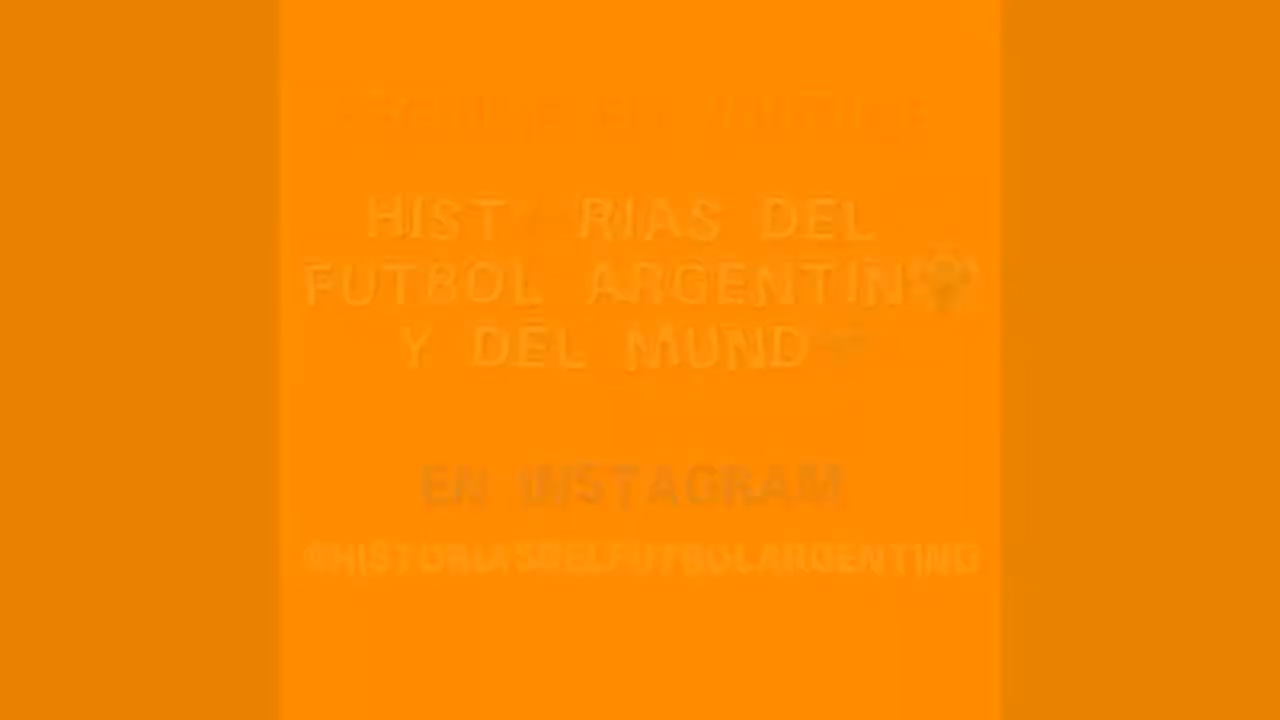 HIST RIAS DEL
FUTBOL ARGENTIN
Y DEL MUND
EN INSTAGRAM
@HISTORIASDELFUTBOLARGENTINO